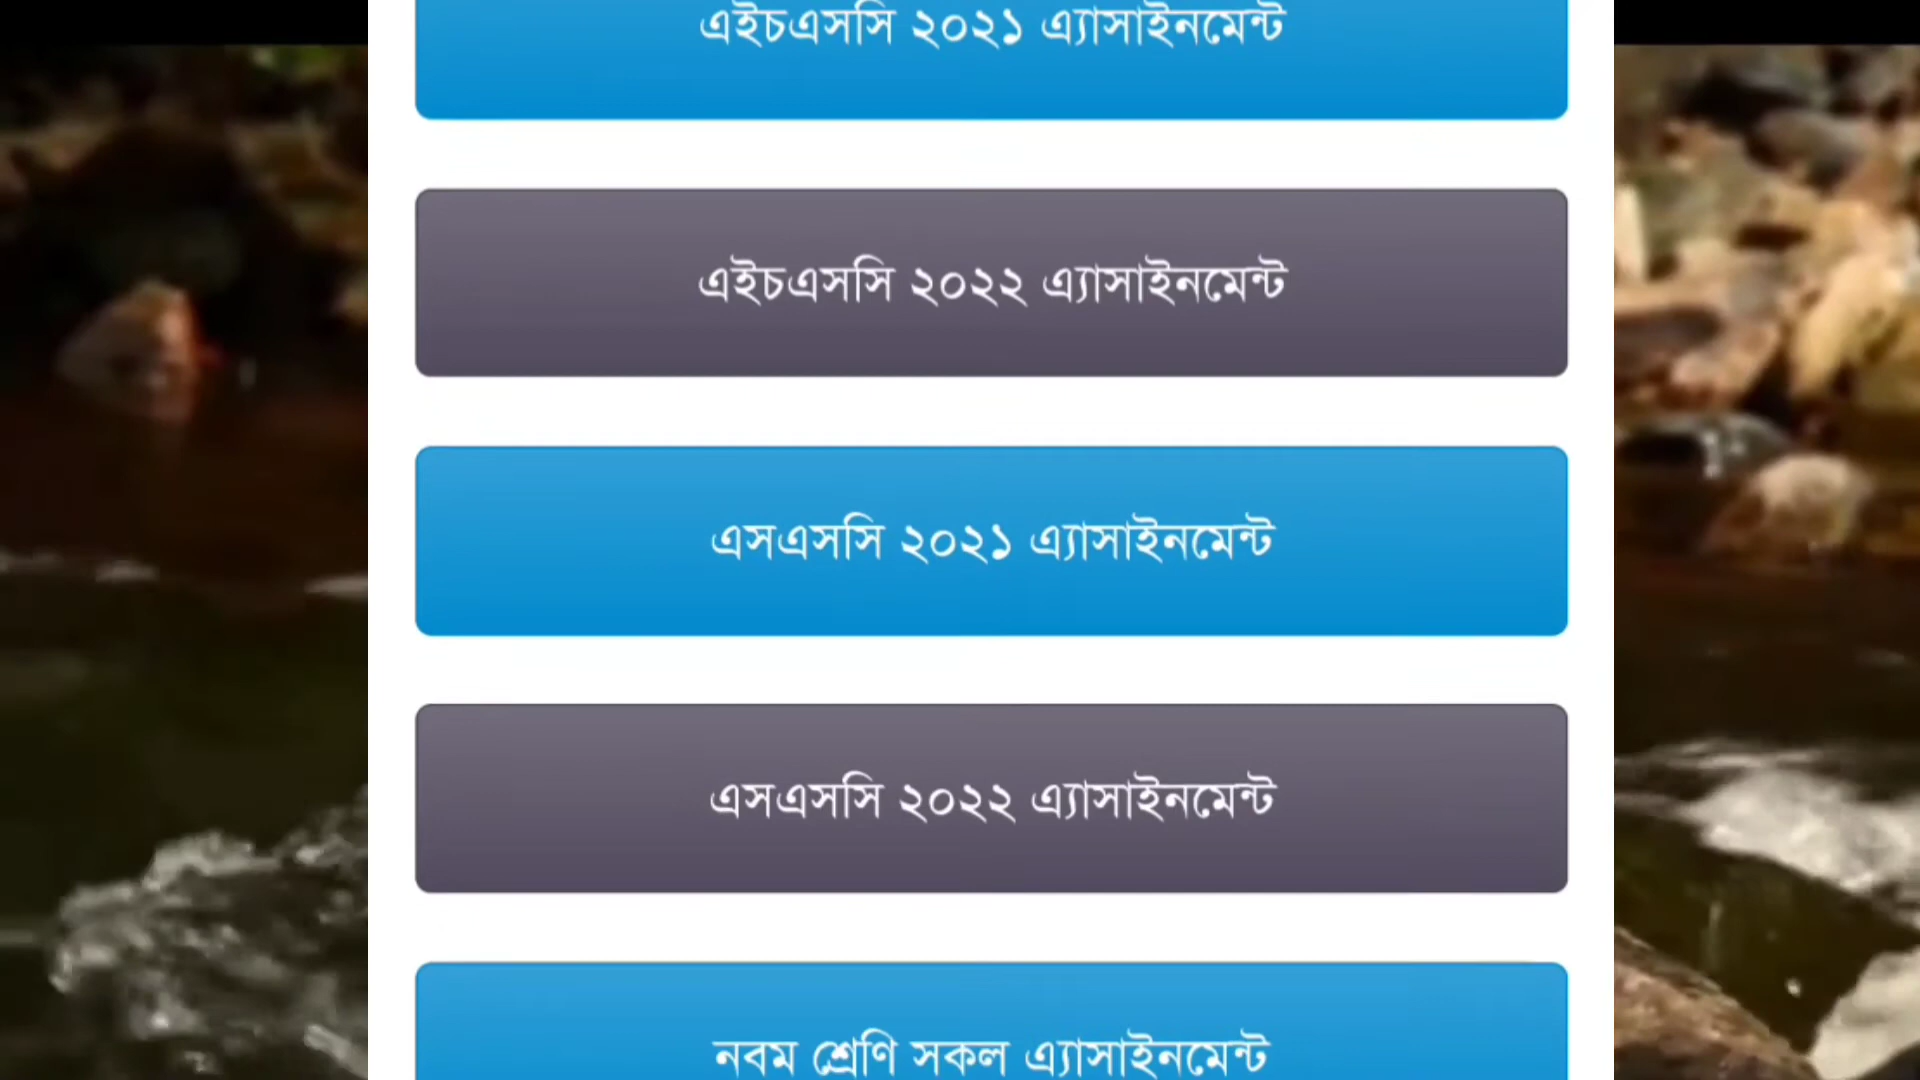 এইচএসসি ২০২১ এ্যাসাইনমেন্ট
এইচএসসি ২০২২ এ্যাসাইনমেন্ট
এসএসসি ২০২১ এ্যাসাইনমেন্ট
এসএসসি ২০২২ এ্যাসাইনমেন্ট
নবম শ্রেণি সকল এ্যাসাইনমেন্ট